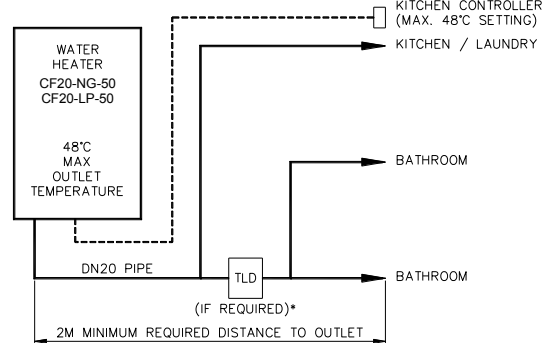 KITCHEN CONTROLLER
(MAX. 48°C SETTING)
KITCHEN / LAUNDRY
WATER
HEATER
CF20-NG-50
CF20-LP-50
48°C
MAX
OUTLET
TEMPERATURE
BATHROOM
DN20 PIPE
TLD
BATHROOM
(IF REQUIRED)*
2M MINIMUM REQUIRED DISTANCE TO OUTLET